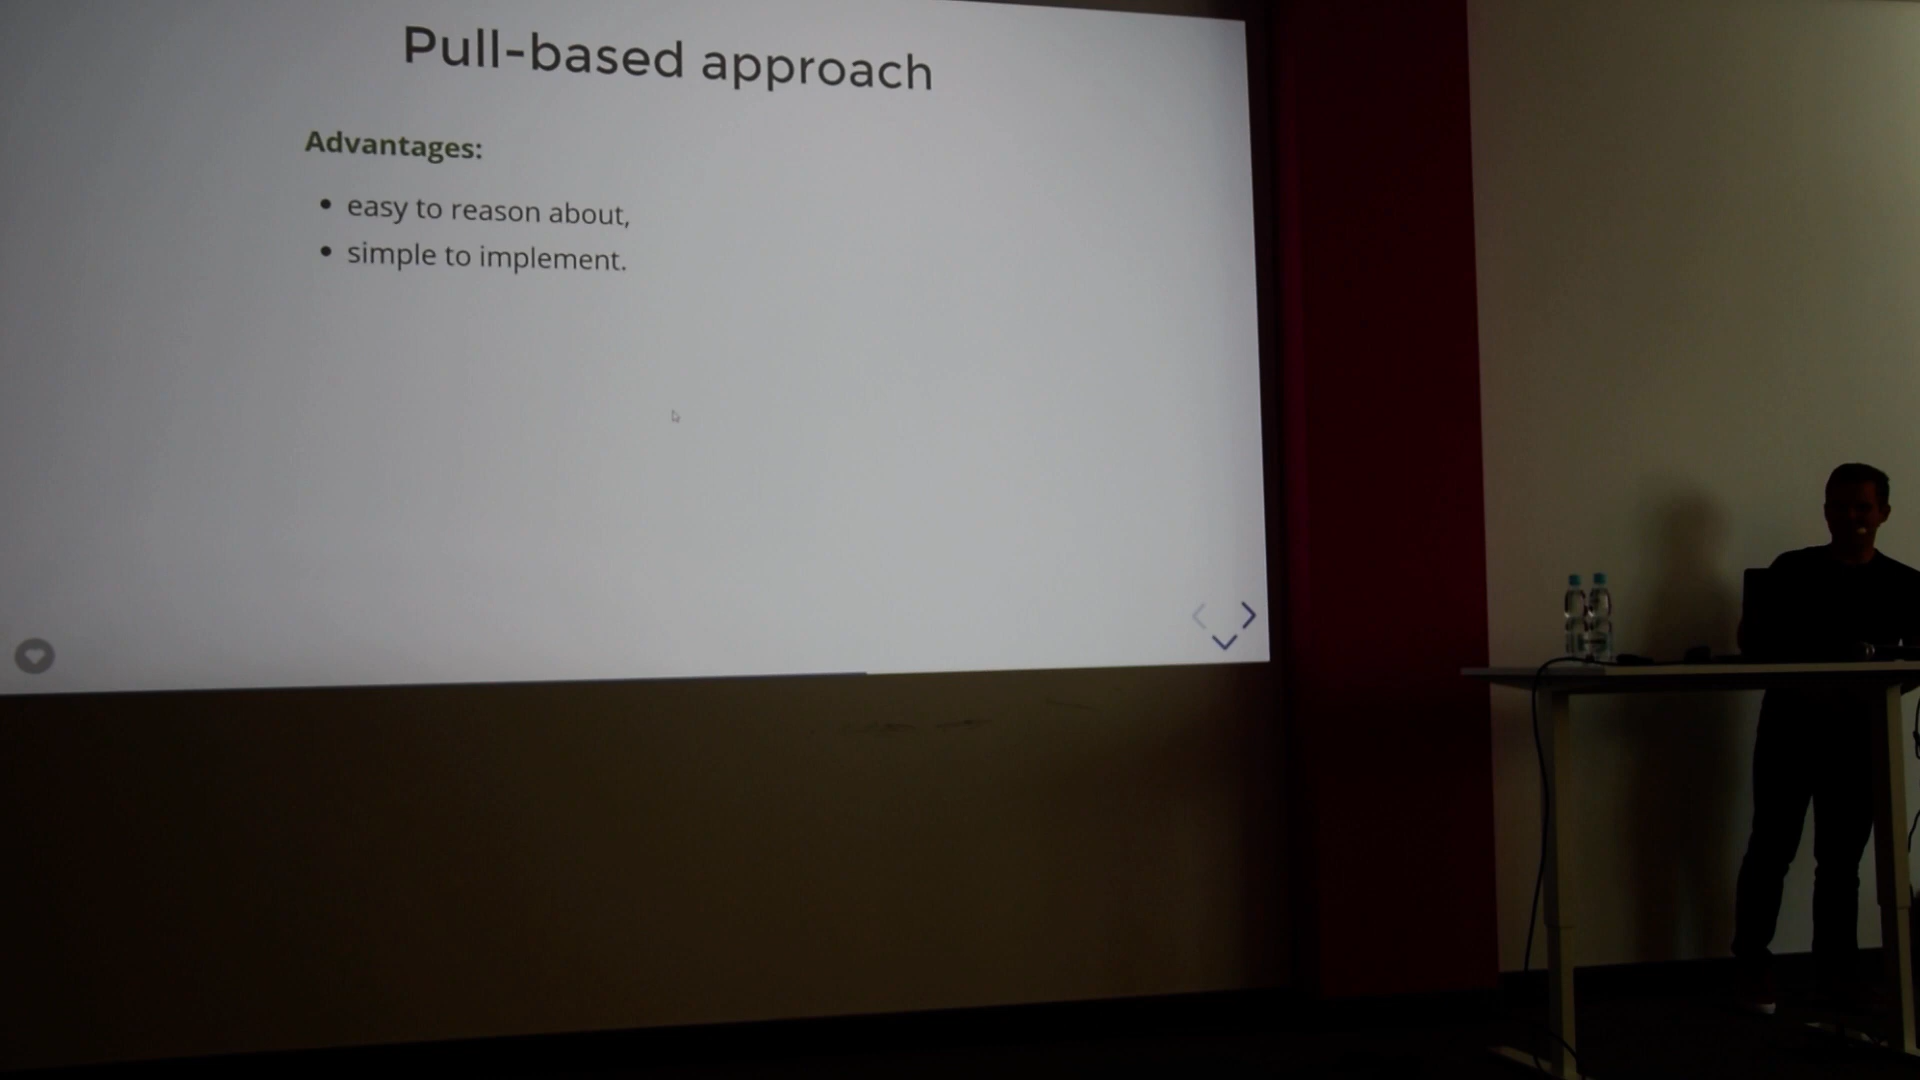 Pull-based approach
Advantages:
• easy to reason about,
• simple to implement.